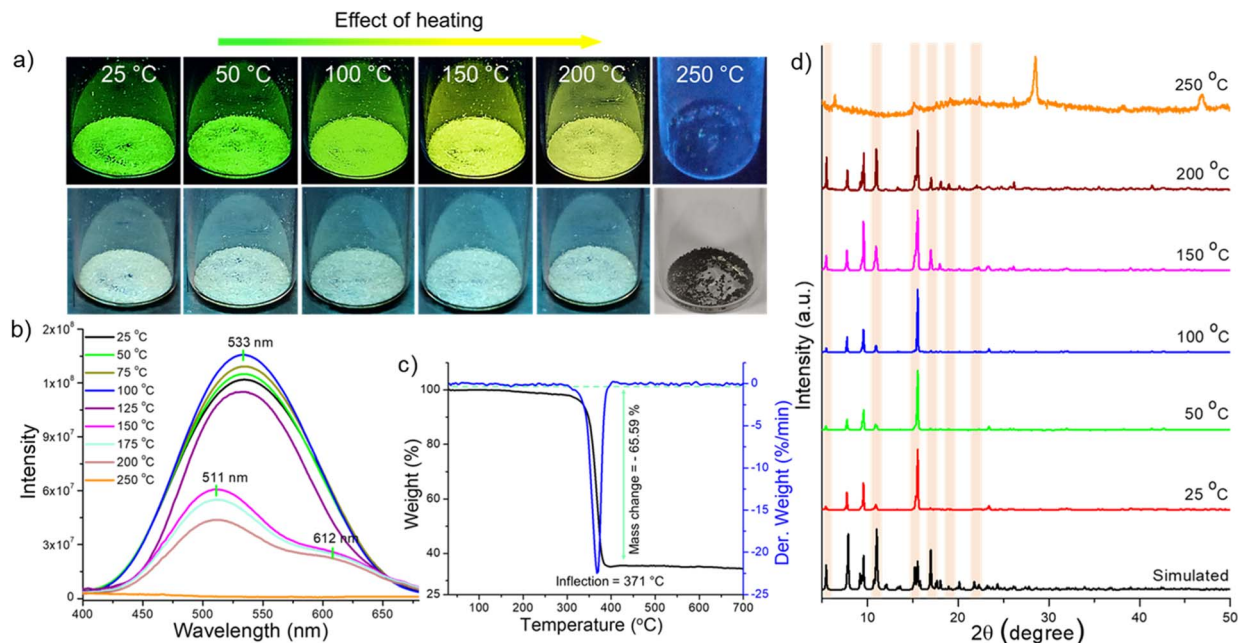 Effect of heating
a)
25 °C 50 °C 100 °C 150 °C 200 °C 250 °C
b)
2x10⁸
1x10⁸
9x10⁷
6x10⁷
3x10⁷
0
Intensity
25 °C
50 °C
75 °C
100 °C
125 °C
150 °C
175 °C
200 °C
250 °C
533 nm
511 nm
612 nm
400 450 500 550 600 650
Wavelength (nm)
c)
100
80
60
40
25
Weight (%)
0
-5
-10
-15
-20
-25
Der. Weight (%/min)
Mass change = - 65.59 %
Inflection = 371 °C
100 200 300 400 500 600 700
Temperature (°C)
d)
Intensity (a.u.)
250 °C
200 °C
150 °C
100 °C
50 °C
25 °C
Simulated
10 20 30 40 50
2θ (degree)